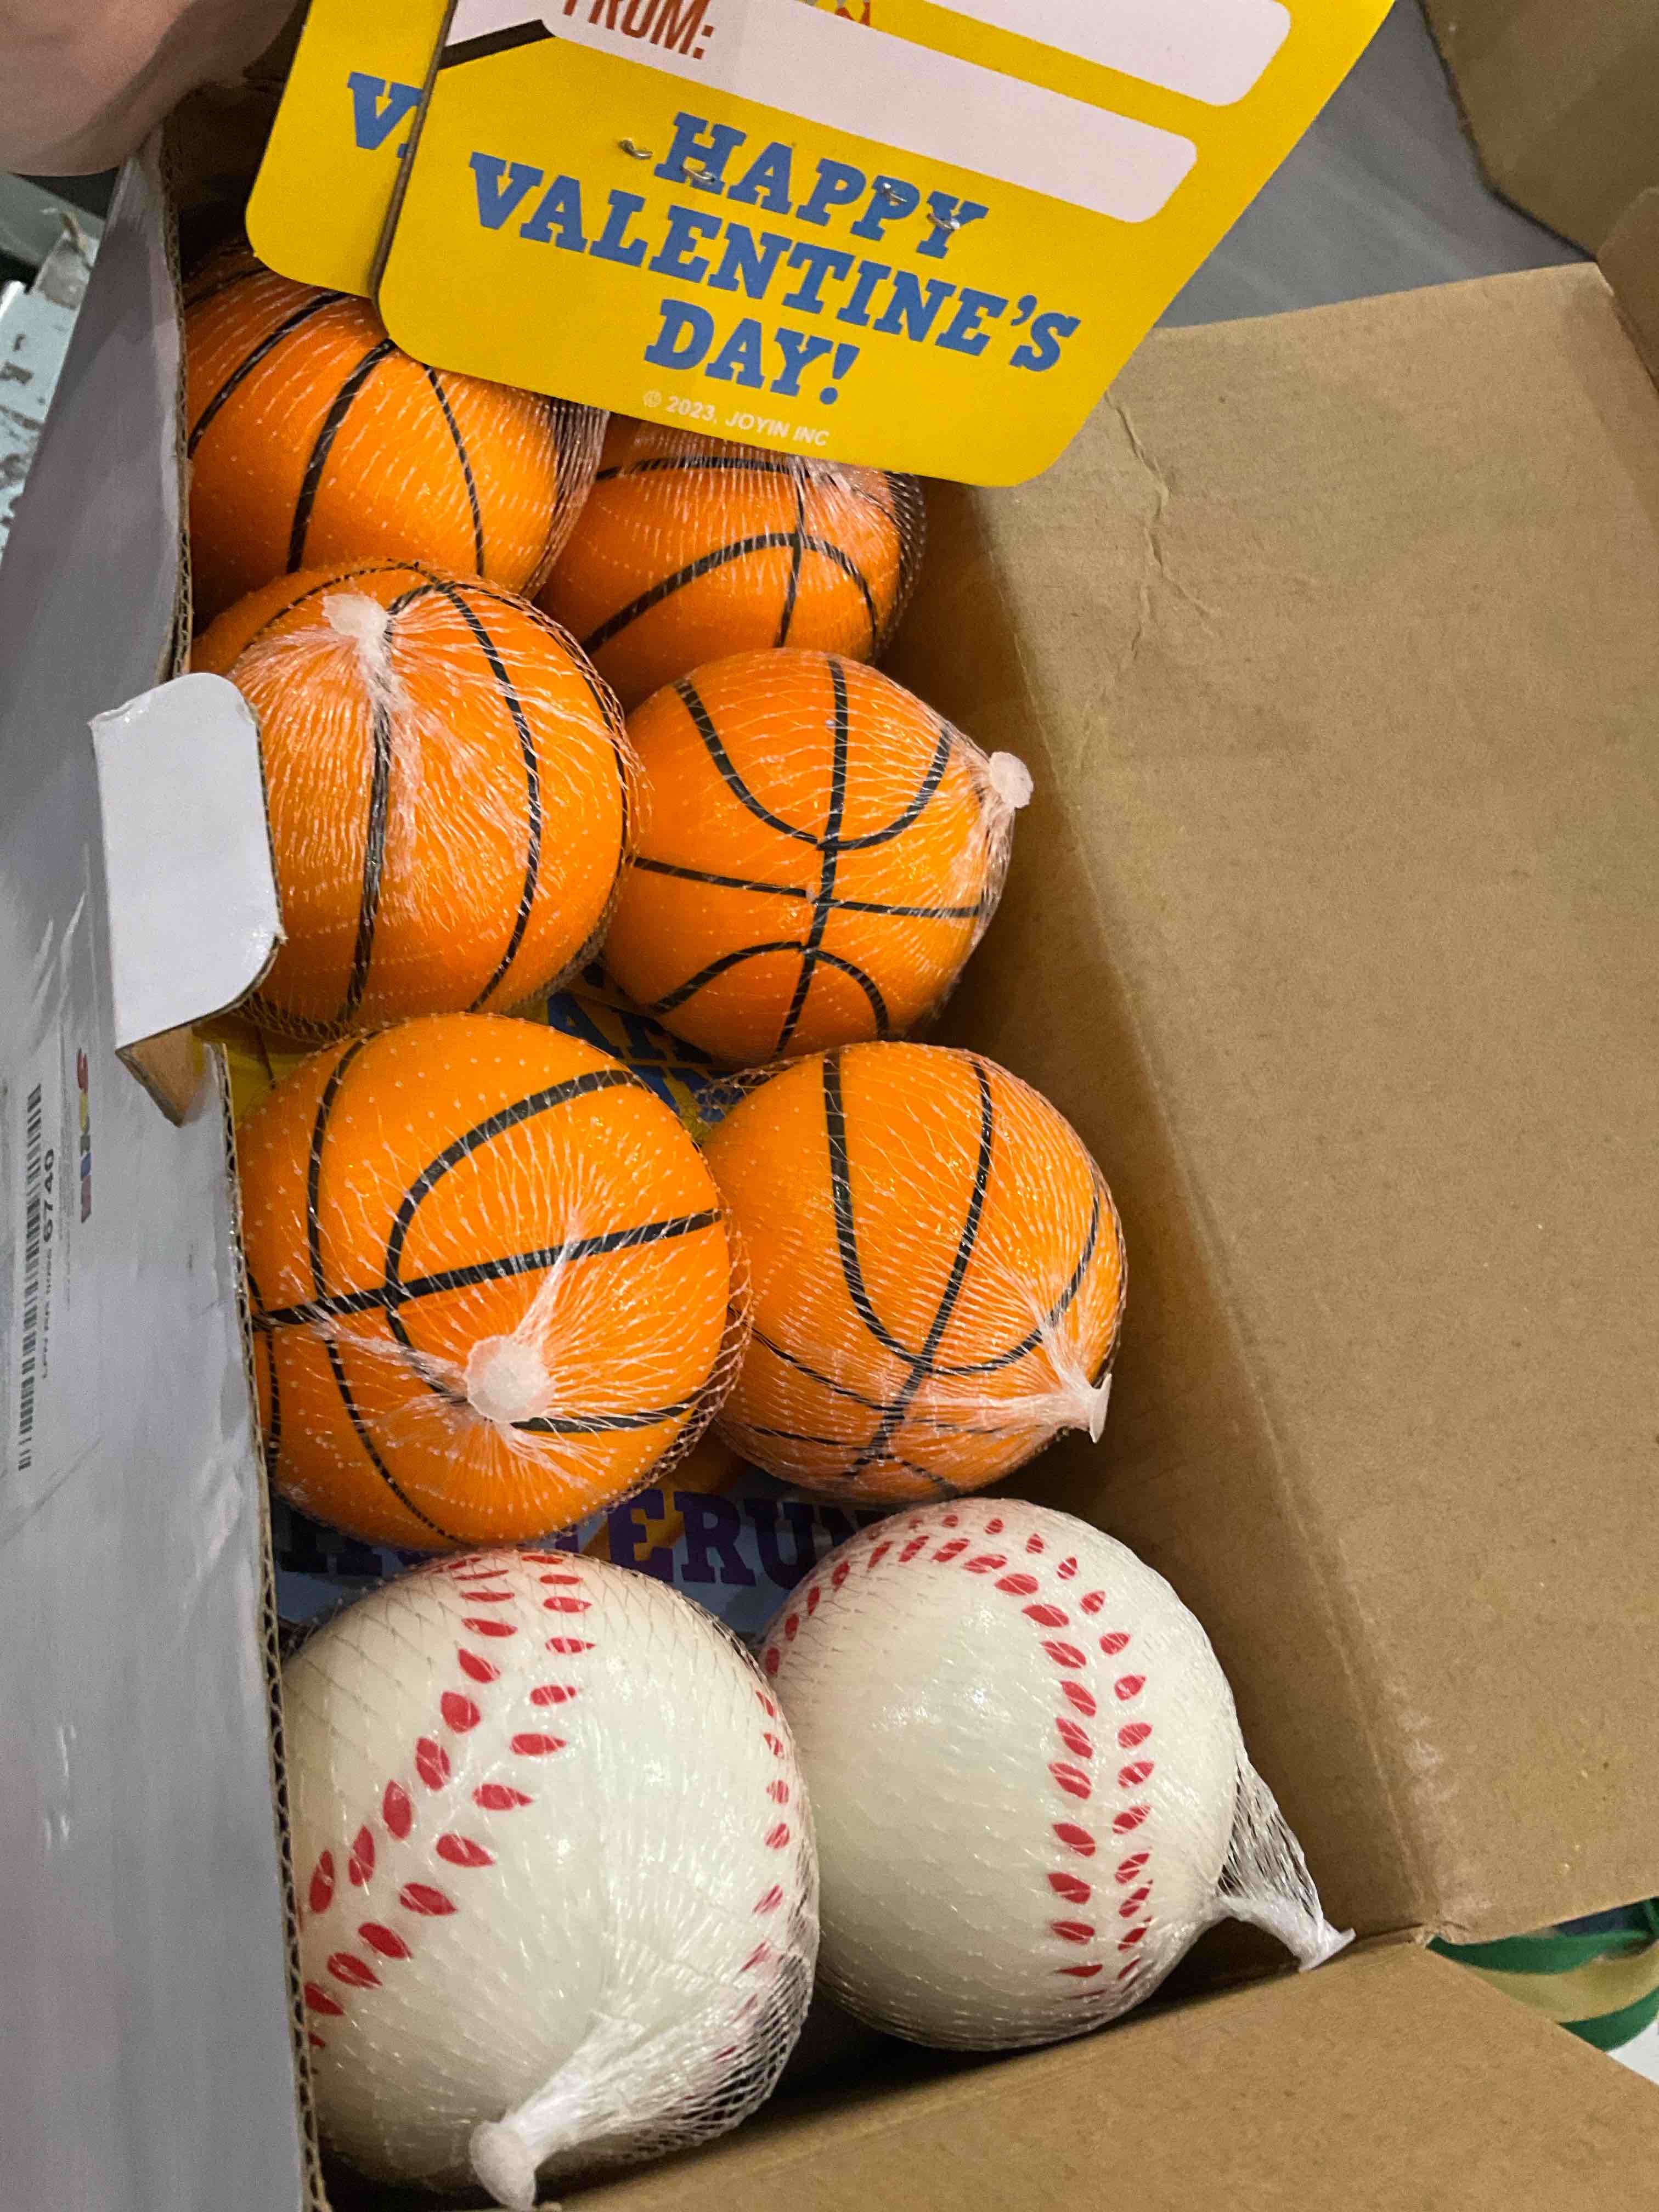 FROM:
V
HAPPY
VALENTINE'S
DAY!
© 2023, JOYIN INC
6740